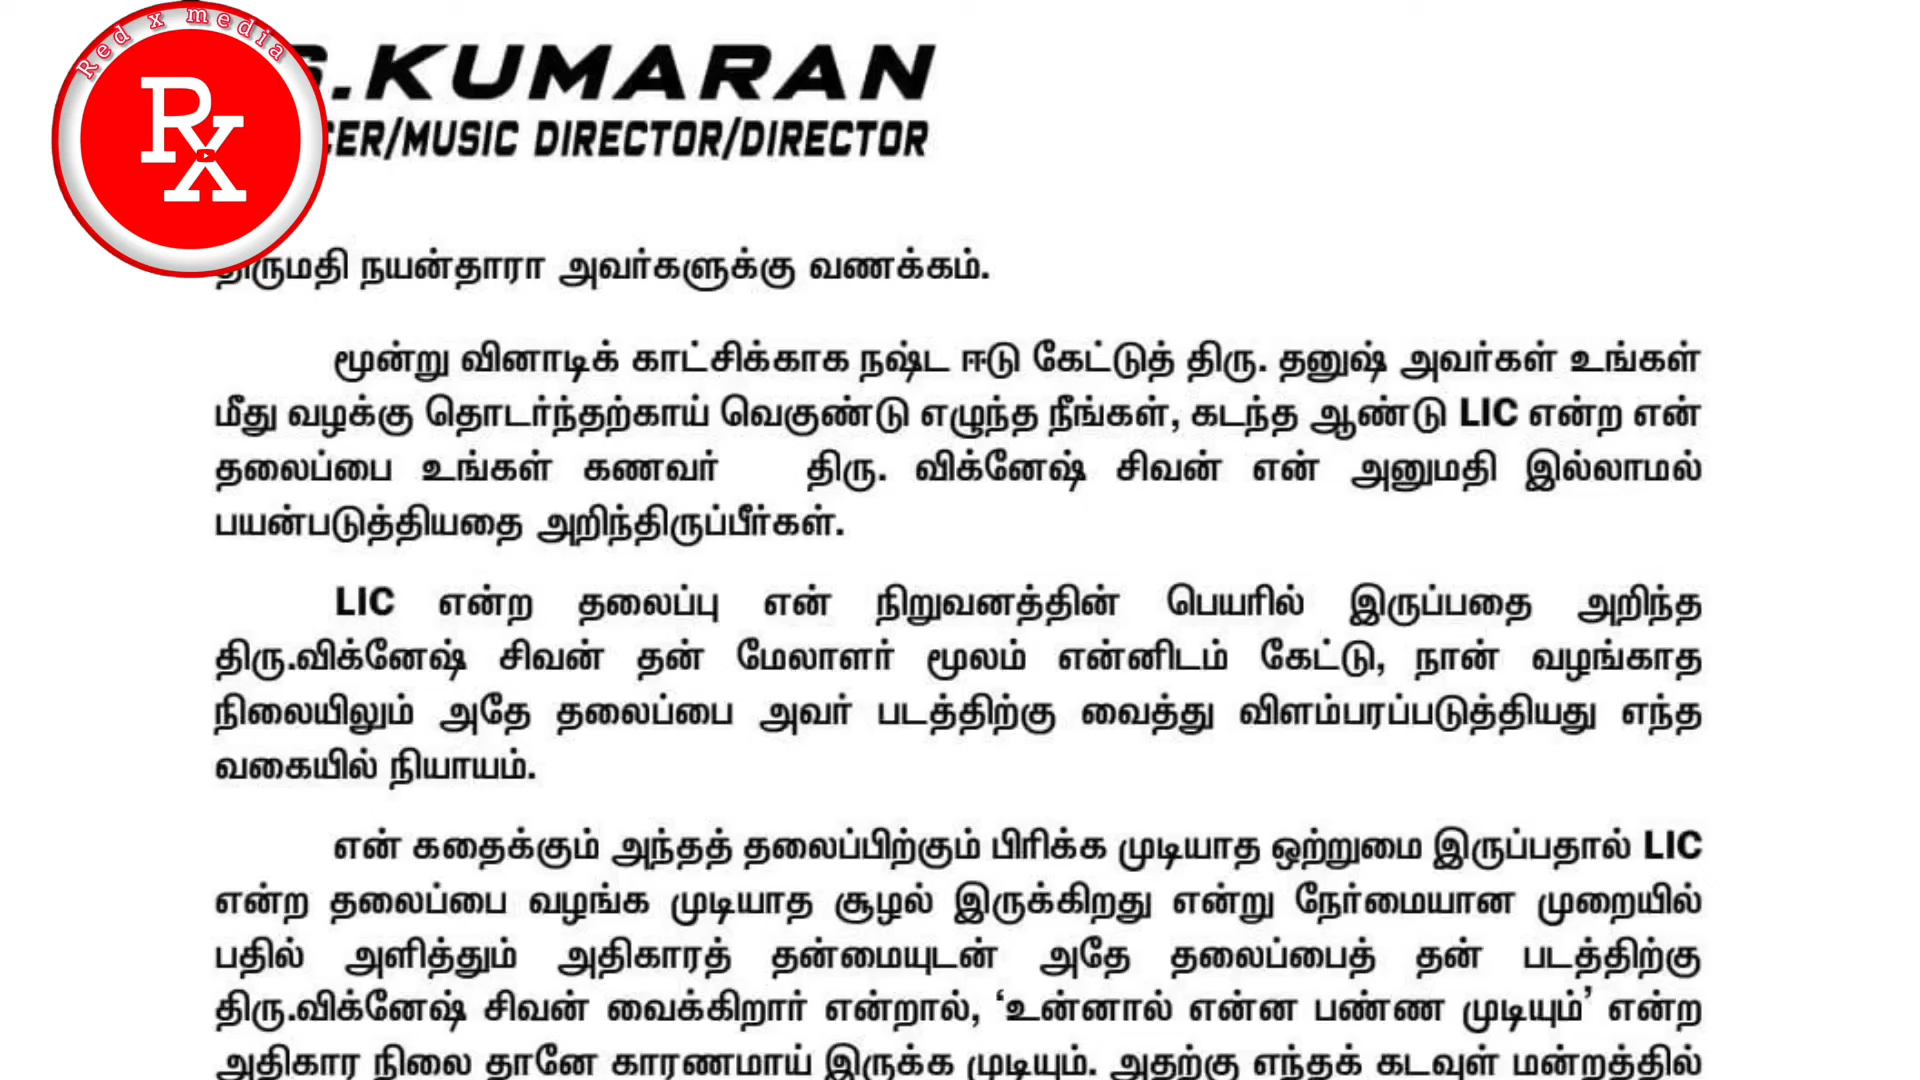 Red x media
RX
S.KUMARAN
CER/MUSIC DIRECTOR/DIRECTOR
திருமதி நயன்தாரா அவர்களுக்கு வணக்கம்.
மூன்று வினாடிக் காட்சிக்காக நஷ்ட ஈடு கேட்டுத் திரு. தனுஷ் அவர்கள் உங்கள்
மீது வழக்கு தொடர்ந்தற்காய் வெகுண்டு எழுந்த நீங்கள், கடந்த ஆண்டு LIC என்ற என்
தலைப்பை உங்கள் கணவர் திரு. விக்னேஷ் சிவன் என் அனுமதி இல்லாமல்
பயன்படுத்தியதை அறிந்திருப்பீர்கள்.
LIC என்ற தலைப்பு என் நிறுவனத்தின் பெயரில் இருப்பதை அறிந்த
திரு.விக்னேஷ் சிவன் தன் மேலாளர் மூலம் என்னிடம் கேட்டு, நான் வழங்காத
நிலையிலும் அதே தலைப்பை அவர் படத்திற்கு வைத்து விளம்பரப்படுத்தியது எந்த
வகையில் நியாயம்.
என் கதைக்கும் அந்தத் தலைப்பிற்கும் பிரிக்க முடியாத ஒற்றுமை இருப்பதால் LIC
என்ற தலைப்பை வழங்க முடியாத சூழல் இருக்கிறது என்று நேர்மையான முறையில்
பதில் அளித்தும் அதிகாரத் தன்மையுடன் அதே தலைப்பைத் தன் படத்திற்கு
திரு.விக்னேஷ் சிவன் வைக்கிறார் என்றால், ‘உன்னால் என்ன பண்ண முடியும்’ என்ற
அதிகார நிலை தானே காரணமாய் இருக்க முடியும். அதற்கு எந்தக் கடவுள் மன்றத்தில்